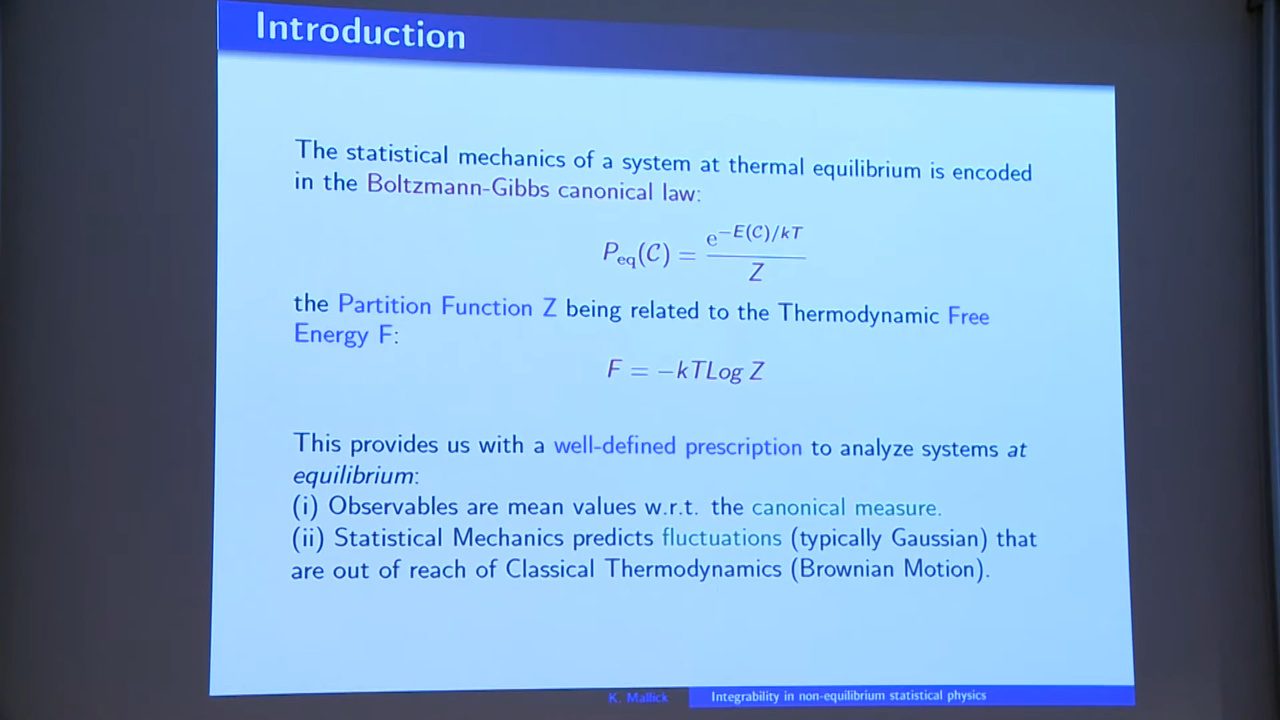 Introduction
The statistical mechanics of a system at thermal equilibrium is encoded
in the Boltzmann-Gibbs canonical law:
P_eq(C) = e^{−E(C)/kT} / Z
the Partition Function Z being related to the Thermodynamic Free
Energy F:
F = −kTLog Z
This provides us with a well-defined prescription to analyze systems at
equilibrium:
(i) Observables are mean values w.r.t. the canonical measure.
(ii) Statistical Mechanics predicts fluctuations (typically Gaussian) that
are out of reach of Classical Thermodynamics (Brownian Motion).
K. Mallick Integrability in non-equilibrium statistical physics